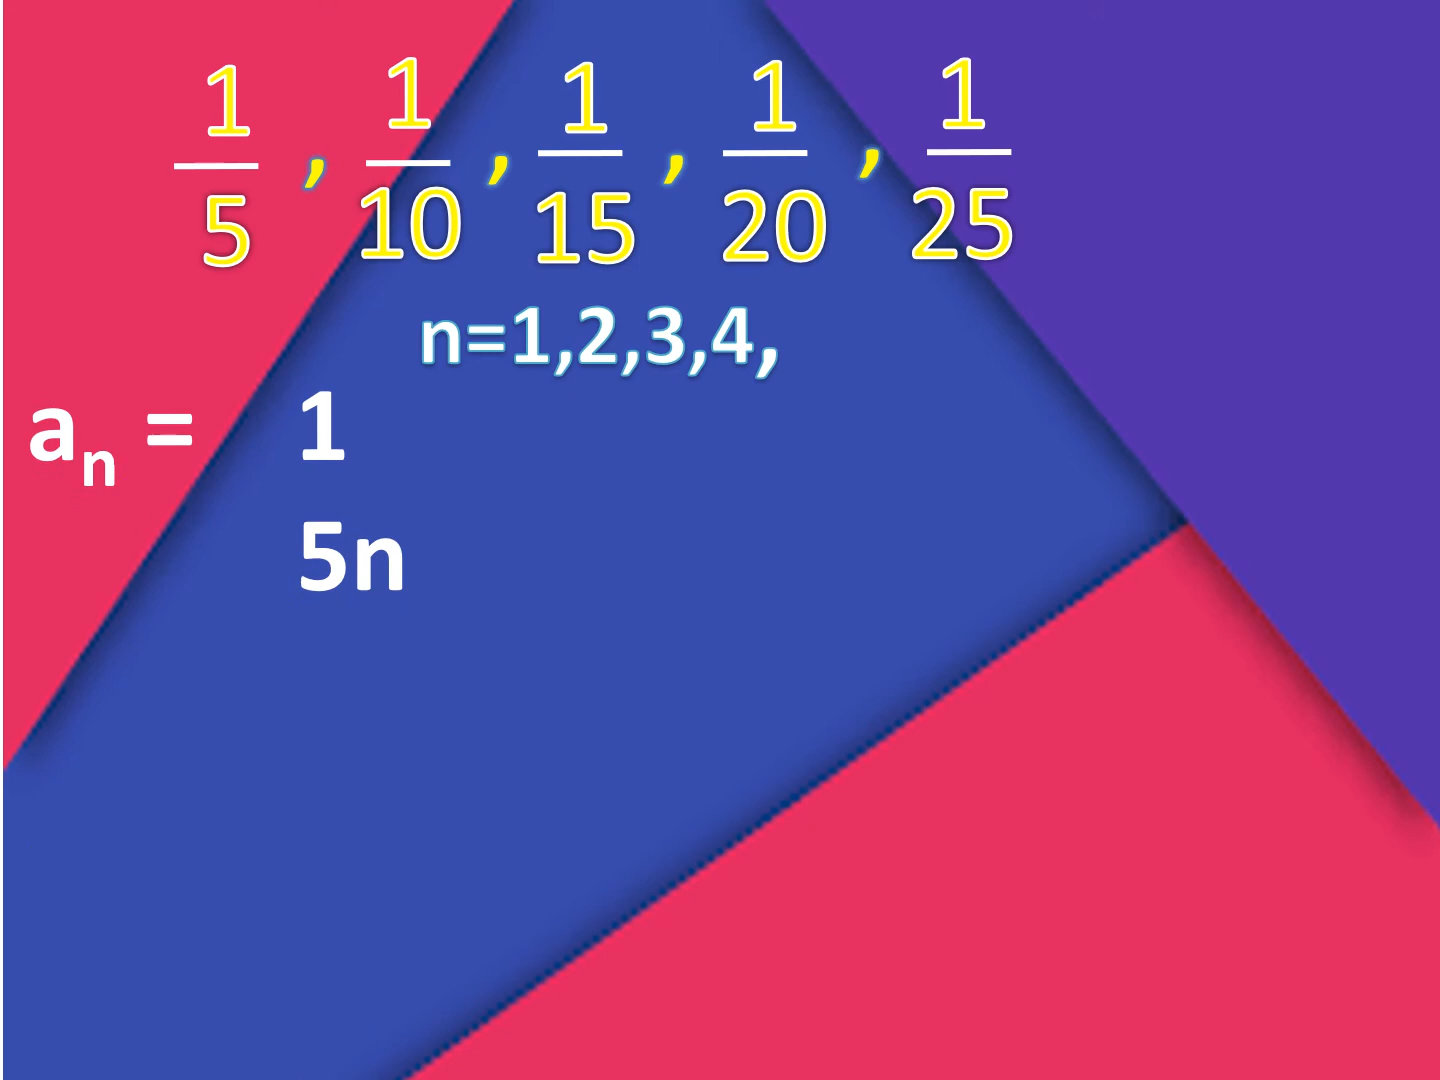 1 , 1 , 1 , 1 , 1
5 10 15 20 25
n=1,2,3,4,
an = 1
5n